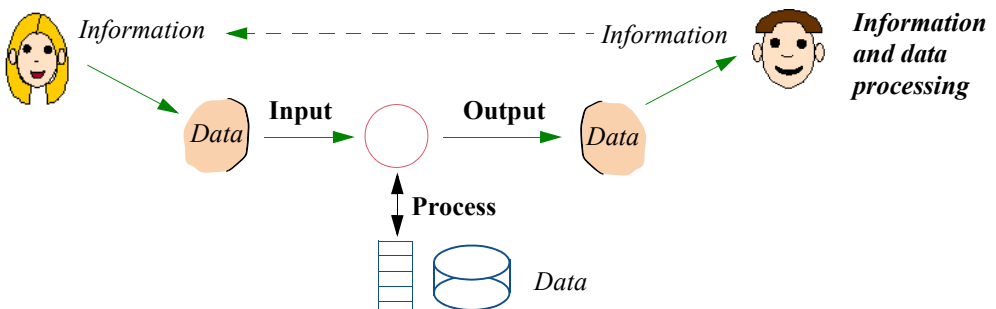 Information
Information
Information
and data
processing
Input
Output
Data
Data
Process
Data